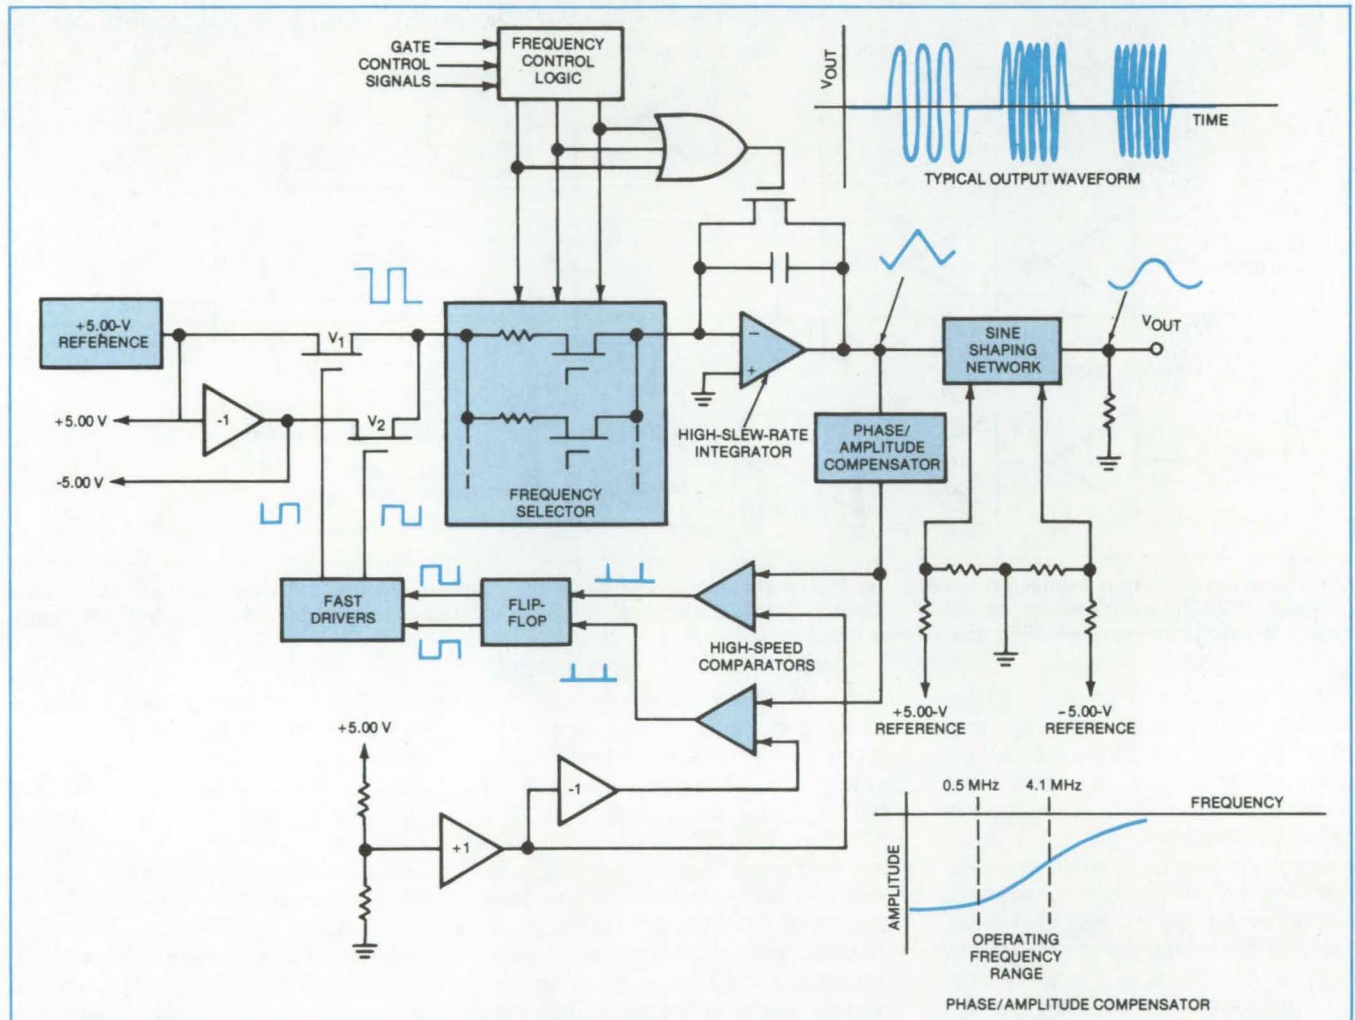 GATE
CONTROL
SIGNALS
FREQUENCY
CONTROL
LOGIC
VOUT
TIME
TYPICAL OUTPUT WAVEFORM
+5.00-V
REFERENCE
V1
+5.00 V
-1
V2
-5.00 V
FREQUENCY
SELECTOR
−
+
HIGH-SLEW-RATE
INTEGRATOR
PHASE/
AMPLITUDE
COMPENSATOR
SINE
SHAPING
NETWORK
VOUT
FAST
DRIVERS
FLIP-
FLOP
HIGH-SPEED
COMPARATORS
+5.00-V
REFERENCE
−5.00-V
REFERENCE
+5.00 V
+1
-1
0.5 MHz
4.1 MHz
FREQUENCY
AMPLITUDE
OPERATING
FREQUENCY
RANGE
PHASE/AMPLITUDE COMPENSATOR